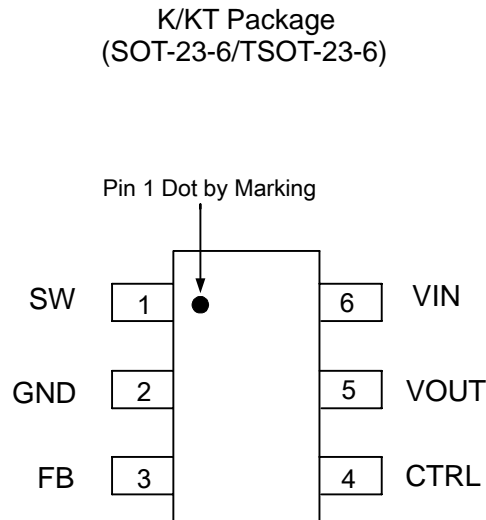 K/KT Package
(SOT-23-6/TSOT-23-6)
Pin 1 Dot by Marking
SW 1 6 VIN
GND 2 5 VOUT
FB 3 4 CTRL